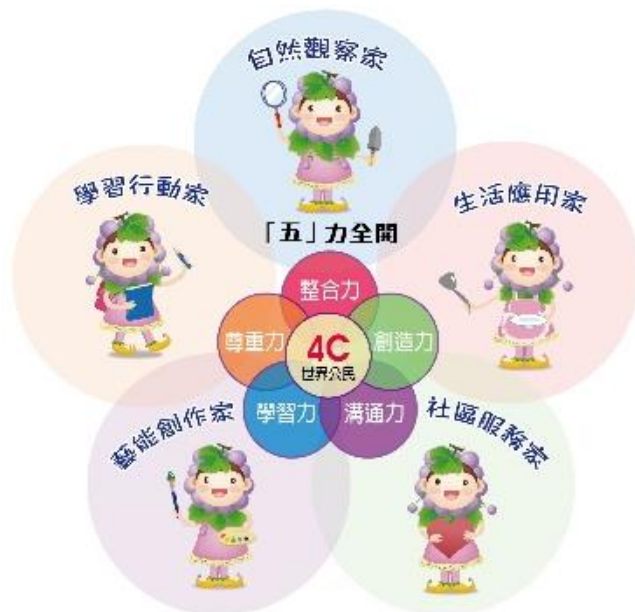 自然觀察家
學習行動家
生活應用家
「五」力全開
整合力
尊重力
4C
創造力
世界公民
學習力
溝通力
藝能創作家
社區服務家